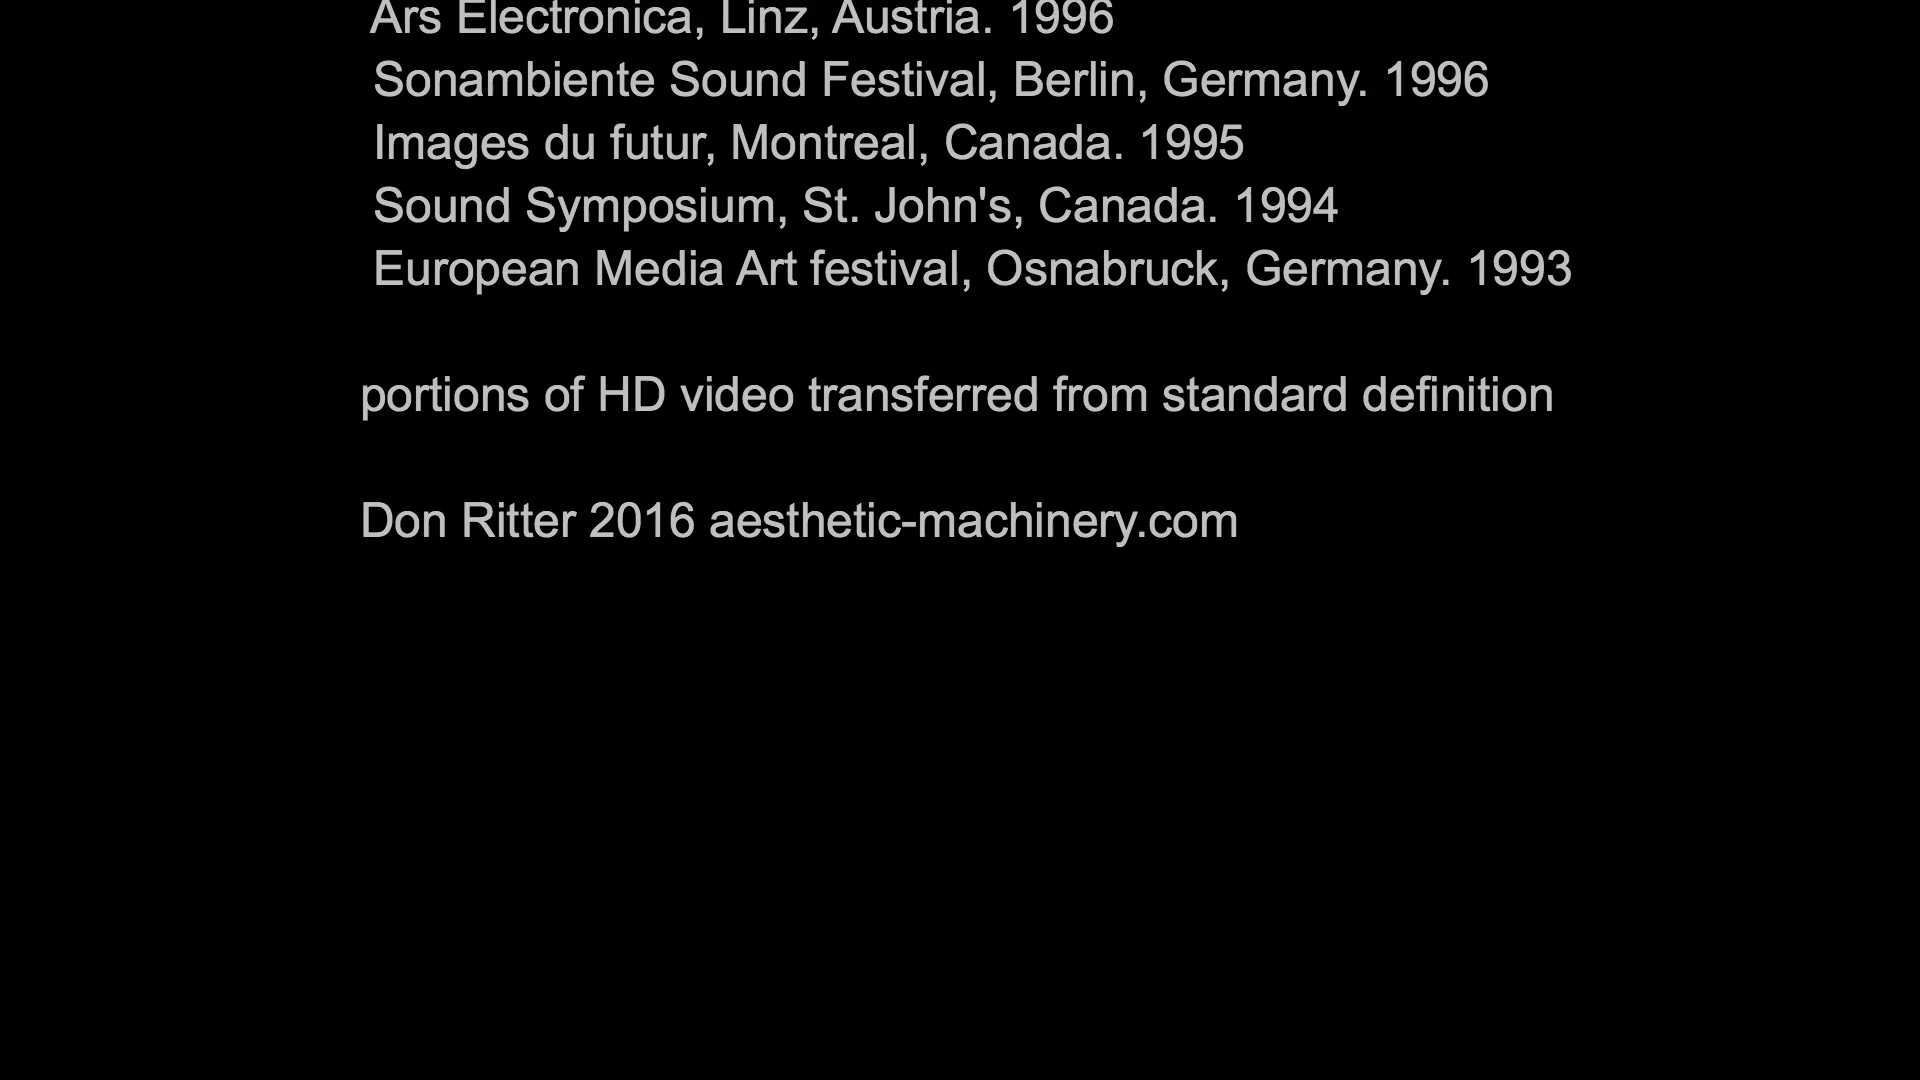 Ars Electronica, Linz, Austria. 1996
Sonambiente Sound Festival, Berlin, Germany. 1996
Images du futur, Montreal, Canada. 1995
Sound Symposium, St. John's, Canada. 1994
European Media Art festival, Osnabruck, Germany. 1993
portions of HD video transferred from standard definition
Don Ritter 2016 aesthetic-machinery.com